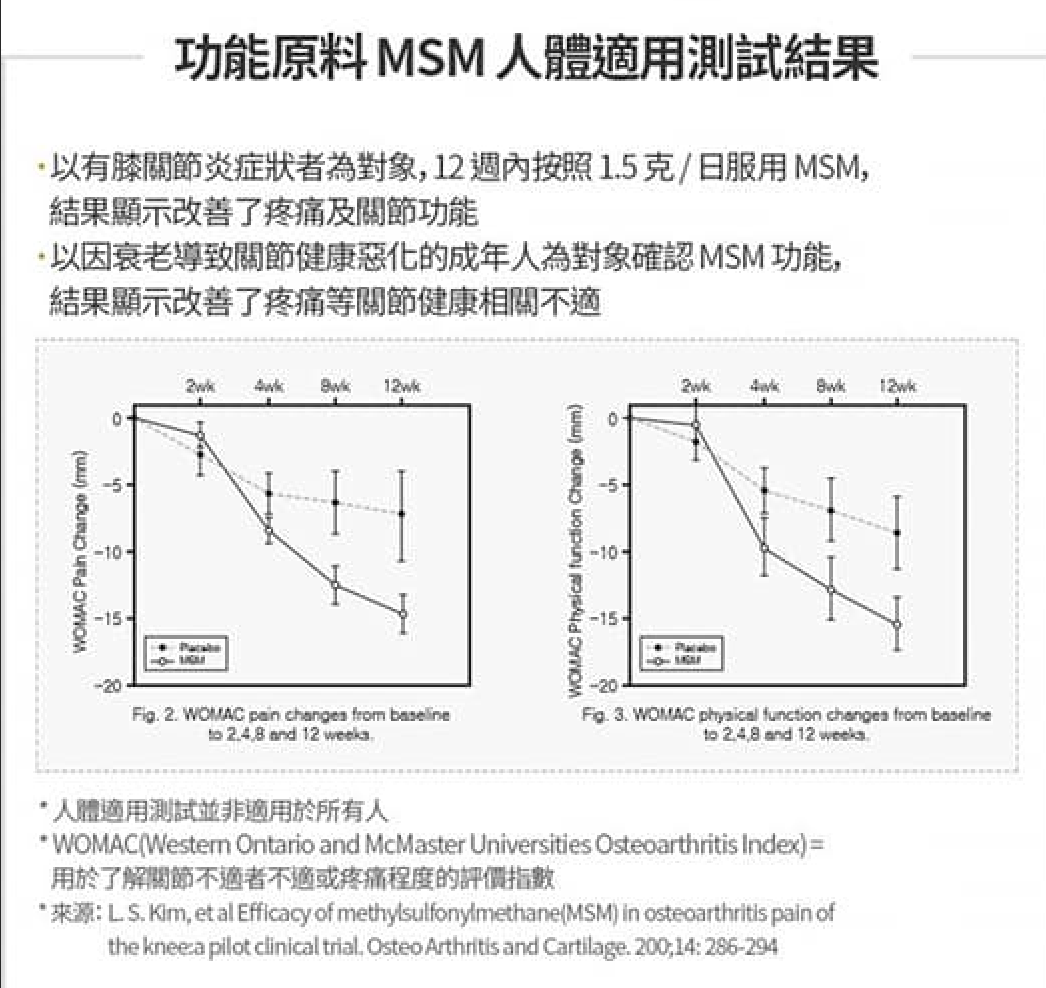 功能原料 MSM 人體適用測試結果
·以有膝關節炎症狀者為對象, 12 週內按照 1.5 克 / 日服用 MSM,
結果顯示改善了疼痛及關節功能
·以因衰老導致關節健康惡化的成年人為對象確認 MSM 功能,
結果顯示改善了疼痛等關節健康相關不適
2wk 4wk 8wk 12wk
0
-5
-10
-15
-20
WOMAC Pain Change (mm)
Placebo
MSM
Fig. 2. WOMAC pain changes from baseline
to 2,4,8 and 12 weeks.
2wk 4wk 8wk 12wk
0
-5
-10
-15
-20
WOMAC Physical function Change (mm)
Placebo
MSM
Fig. 3. WOMAC physical function changes from baseline
to 2,4,8 and 12 weeks.
* 人體適用測試並非適用於所有人
* WOMAC(Western Ontario and McMaster Universities Osteoarthritis Index) =
用於了解關節不適者不適或疼痛程度的評價指數
* 來源: L. S. Kim, et al Efficacy of methylsulfonylmethane(MSM) in osteoarthritis pain of
the knee:a pilot clinical trial. Osteo Arthritis and Cartilage. 200;14: 286-294